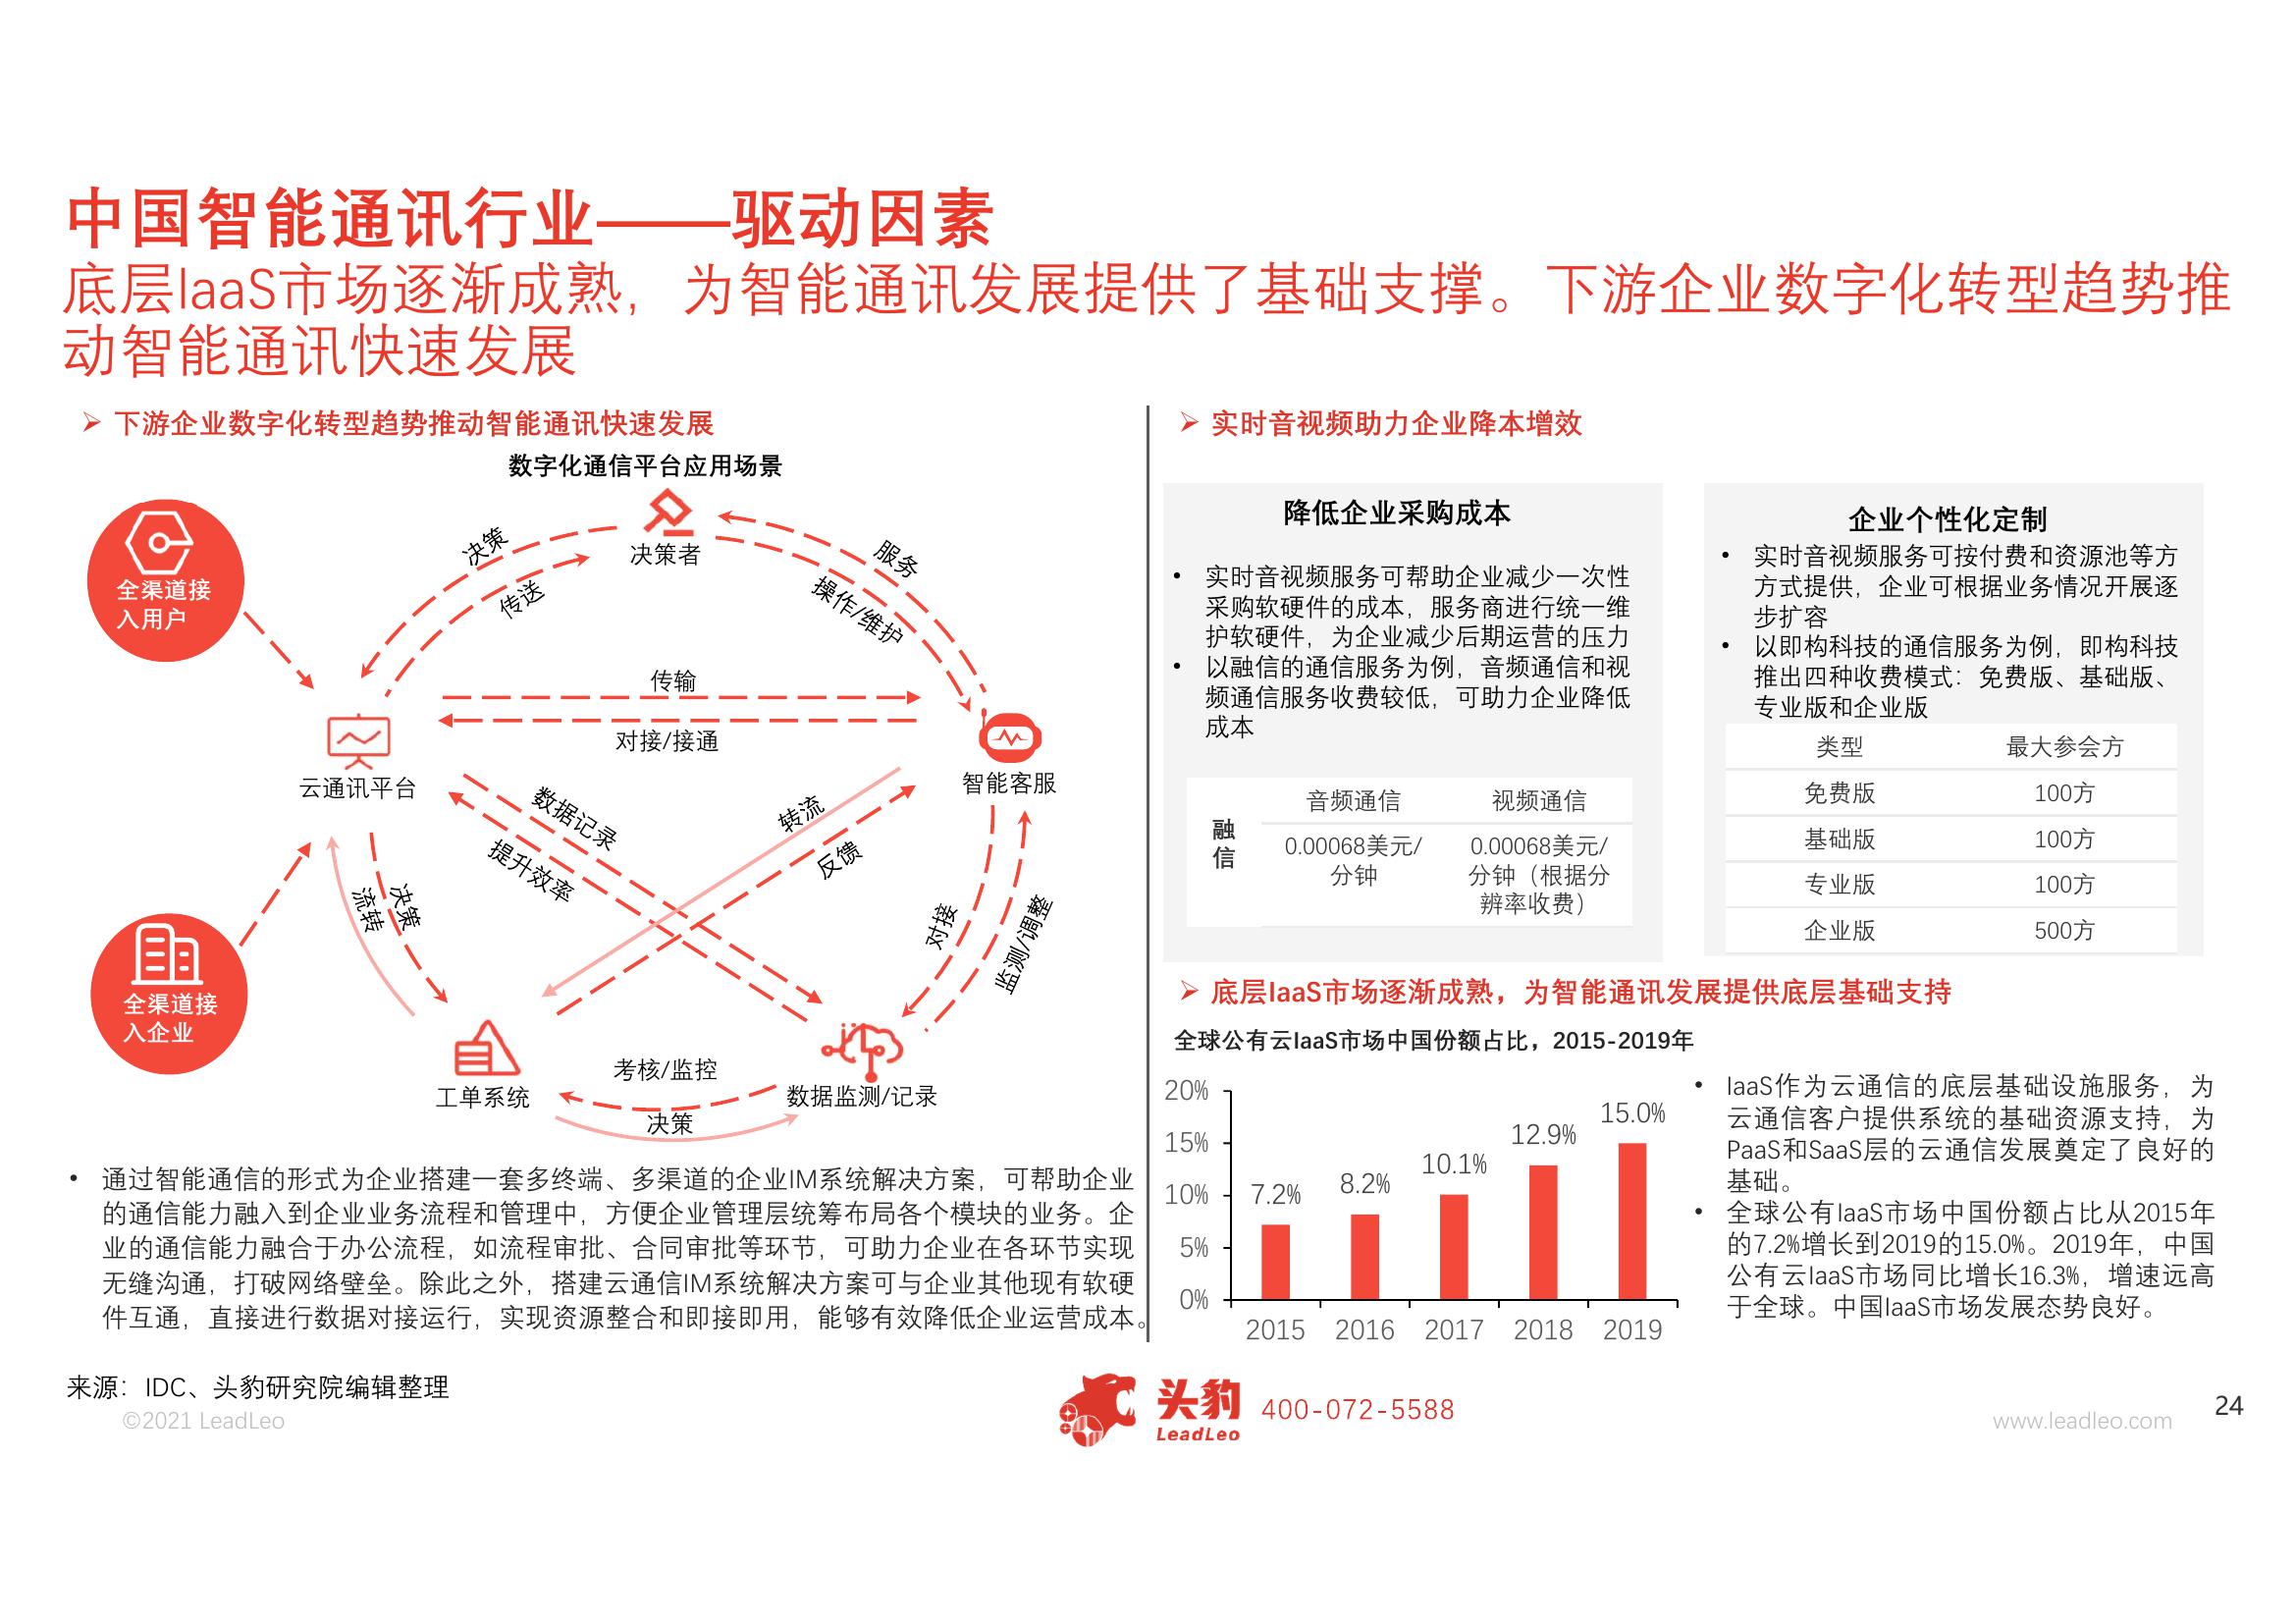 中国智能通讯行业——驱动因素
底层IaaS市场逐渐成熟，为智能通讯发展提供了基础支撑。下游企业数字化转型趋势推
动智能通讯快速发展
下游企业数字化转型趋势推动智能通讯快速发展
数字化通信平台应用场景
全渠道接
入用户
决策
传送
决策者
服务
操作/维护
传输
对接/接通
云通讯平台
智能客服
数据记录
提升效率
转流
反馈
流转
决策
对接
监测/调整
全渠道接
入企业
工单系统
考核/监控
决策
数据监测/记录
• 通过智能通信的形式为企业搭建一套多终端、多渠道的企业IM系统解决方案，可帮助企业
的通信能力融入到企业业务流程和管理中，方便企业管理层统筹布局各个模块的业务。企
业的通信能力融合于办公流程，如流程审批、合同审批等环节，可助力企业在各环节实现
无缝沟通，打破网络壁垒。除此之外，搭建云通信IM系统解决方案可与企业其他现有软硬
件互通，直接进行数据对接运行，实现资源整合和即接即用，能够有效降低企业运营成本。
实时音视频助力企业降本增效
降低企业采购成本
• 实时音视频服务可帮助企业减少一次性
采购软硬件的成本，服务商进行统一维
护软硬件，为企业减少后期运营的压力
• 以融信的通信服务为例，音频通信和视
频通信服务收费较低，可助力企业降低
成本
融
信
音频通信 视频通信
0.00068美元/ 0.00068美元/
分钟 分钟（根据分
辨率收费）
企业个性化定制
• 实时音视频服务可按付费和资源池等方
方式提供，企业可根据业务情况开展逐
步扩容
• 以即构科技的通信服务为例，即构科技
推出四种收费模式：免费版、基础版、
专业版和企业版
类型 最大参会方
免费版 100方
基础版 100方
专业版 100方
企业版 500方
底层IaaS市场逐渐成熟，为智能通讯发展提供底层基础支持
全球公有云IaaS市场中国份额占比，2015-2019年
20%
15%
10%
5%
0%
7.2%
8.2%
10.1%
12.9%
15.0%
2015 2016 2017 2018 2019
• IaaS作为云通信的底层基础设施服务，为
云通信客户提供系统的基础资源支持，为
PaaS和SaaS层的云通信发展奠定了良好的
基础。
• 全球公有IaaS市场中国份额占比从2015年
的7.2%增长到2019的15.0%。2019年，中国
公有云IaaS市场同比增长16.3%，增速远高
于全球。中国IaaS市场发展态势良好。
来源：IDC、头豹研究院编辑整理
©2021 LeadLeo
头豹
LeadLeo
400-072-5588
www.leadleo.com
24